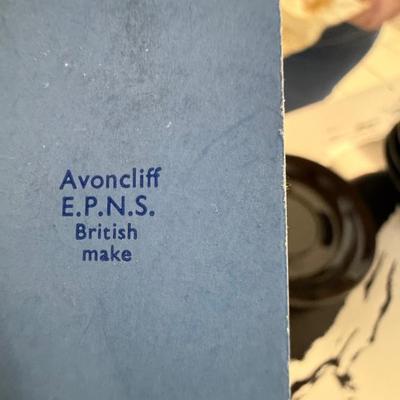 Avoncliff
E.P.N.S.
British
make